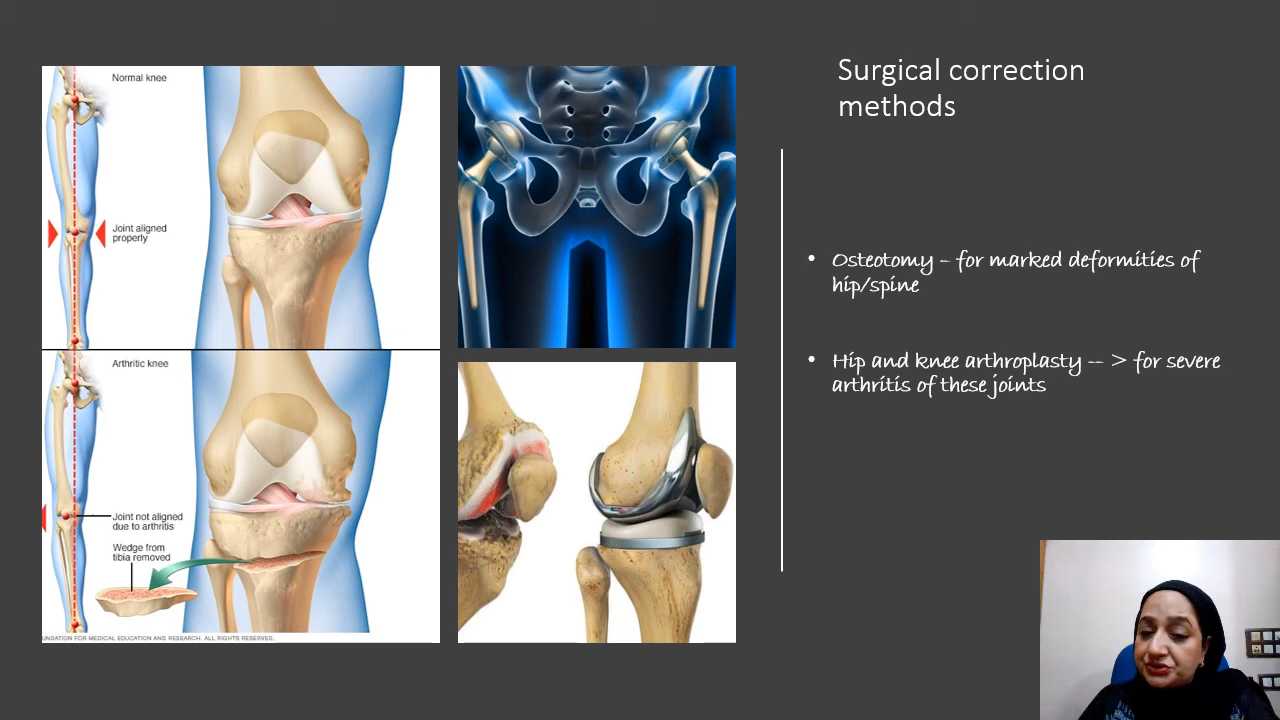 Surgical correction
methods
Normal knee
Joint aligned
properly
Arthritic knee
Joint not aligned
due to arthritis
Wedge from
tibia removed
UNDATION FOR MEDICAL EDUCATION AND RESEARCH. ALL RIGHTS RESERVED.
• Osteotomy – for marked deformities of
hip/spine
• Hip and knee arthroplasty -- > for severe
arthritis of these joints